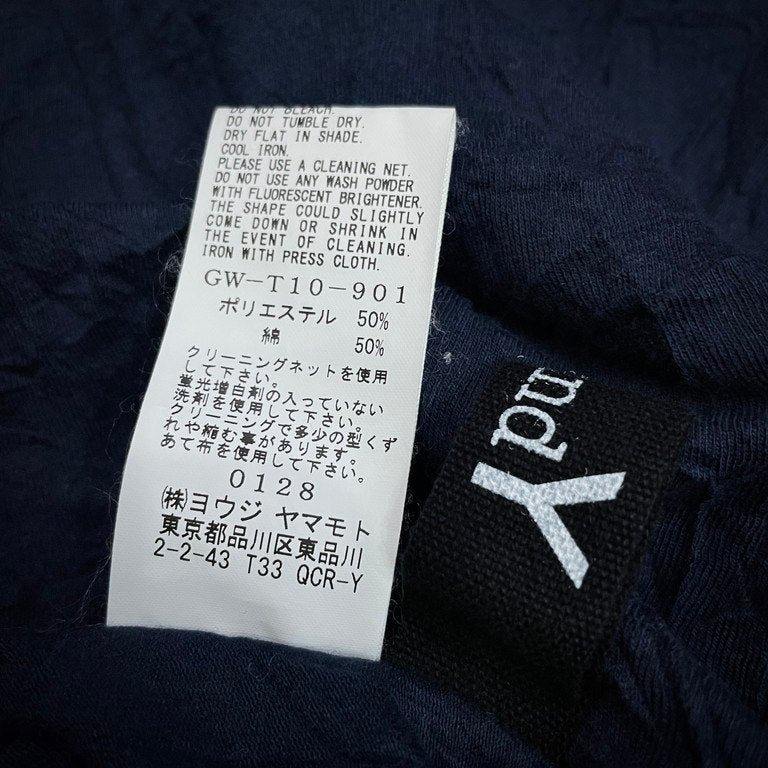 DO NOT BLEACH.
DO NOT TUMBLE DRY.
DRY FLAT IN SHADE.
COOL IRON.
PLEASE USE A CLEANING NET.
DO NOT USE ANY WASH POWDER
WITH FLUORESCENT BRIGHTENER.
THE SHAPE COULD SLIGHTLY
COME DOWN OR SHRINK IN
THE EVENT OF CLEANING.
IRON WITH PRESS CLOTH.
GW-T10-901
ポリエステル 50%
綿 50%
クリーニングネットを使用
して下さい。
蛍光増白剤の入っていない
洗剤を使用して下さい。
クリーニングで多少の型くず
れや縮む事があります。
あて布を使用して下さい。
0128
(株)ヨウジ ヤマモト
東京都品川区東品川
2-2-43 T33 QCR-Y
nd Y